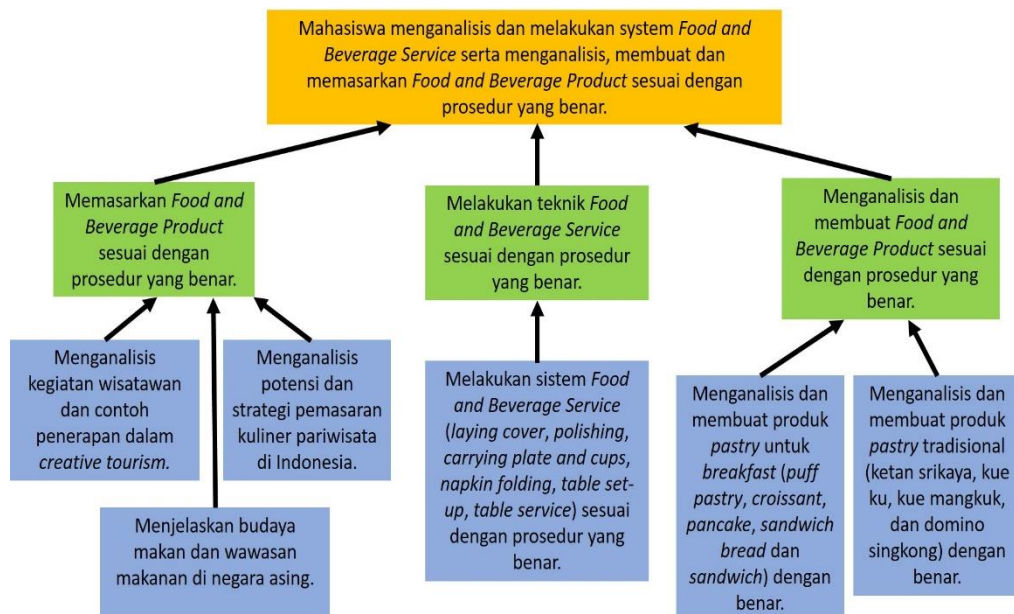 Mahasiswa menganalisis dan melakukan system Food and
Beverage Service serta menganalisis, membuat dan
memasarkan Food and Beverage Product sesuai dengan
prosedur yang benar.
Memasarkan Food and
Beverage Product
sesuai dengan
prosedur yang benar.
Melakukan teknik Food
and Beverage Service
sesuai dengan prosedur
yang benar.
Menganalisis dan
membuat Food and
Beverage Product sesuai
dengan prosedur yang
benar.
Menganalisis
kegiatan wisatawan
dan contoh
penerapan dalam
creative tourism.
Menganalisis
potensi dan
strategi pemasaran
kuliner pariwisata
di Indonesia.
Menjelaskan budaya
makan dan wawasan
makanan di negara asing.
Melakukan sistem Food
and Beverage Service
(laying cover, polishing,
carrying plate and cups,
napkin folding, table set-
up, table service) sesuai
dengan prosedur yang
benar.
Menganalisis dan
membuat produk
pastry untuk
breakfast (puff
pastry, croissant,
pancake, sandwich
bread dan
sandwich) dengan
benar.
Menganalisis dan
membuat produk
pastry tradisional
(ketan srikaya, kue
ku, kue mangkuk,
dan domino
singkong) dengan
benar.